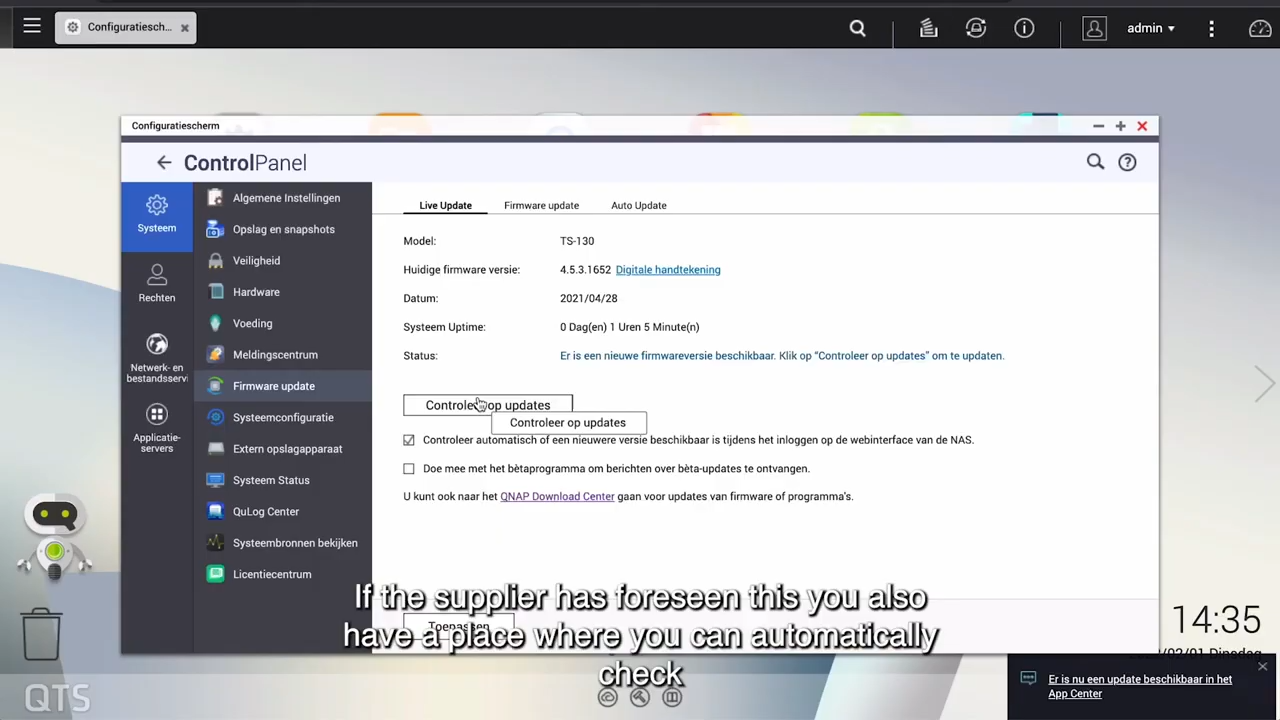 Configuratiesch...
admin
Configuratiescherm
ControlPanel
Systeem
Rechten
Netwerk- en
bestandsservi
Applicatie-
servers
Algemene Instellingen
Opslag en snapshots
Veiligheid
Hardware
Voeding
Meldingscentrum
Firmware update
Systeemconfiguratie
Extern opslagapparaat
Systeem Status
QuLog Center
Systeembronnen bekijken
Licentiecentrum
Live Update Firmware update Auto Update
Model: TS-130
Huidige firmware versie: 4.5.3.1652 Digitale handtekening
Datum: 2021/04/28
Systeem Uptime: 0 Dag(en) 1 Uren 5 Minute(n)
Status: Er is een nieuwe firmwareversie beschikbaar. Klik op “Controleer op updates” om te updaten.
Controleer op updates
Controleer op updates
Controleer automatisch of een nieuwere versie beschikbaar is tijdens het inloggen op de webinterface van de NAS.
Doe mee met het bètaprogramma om berichten over bèta-updates te ontvangen.
U kunt ook naar het QNAP Download Center gaan voor updates van firmware of programma's.
Toepassen
If the supplier has foreseen this you also
have a place where you can automatically
check
14:35
Dinsdag
Er is nu een update beschikbaar in het
App Center
QTS